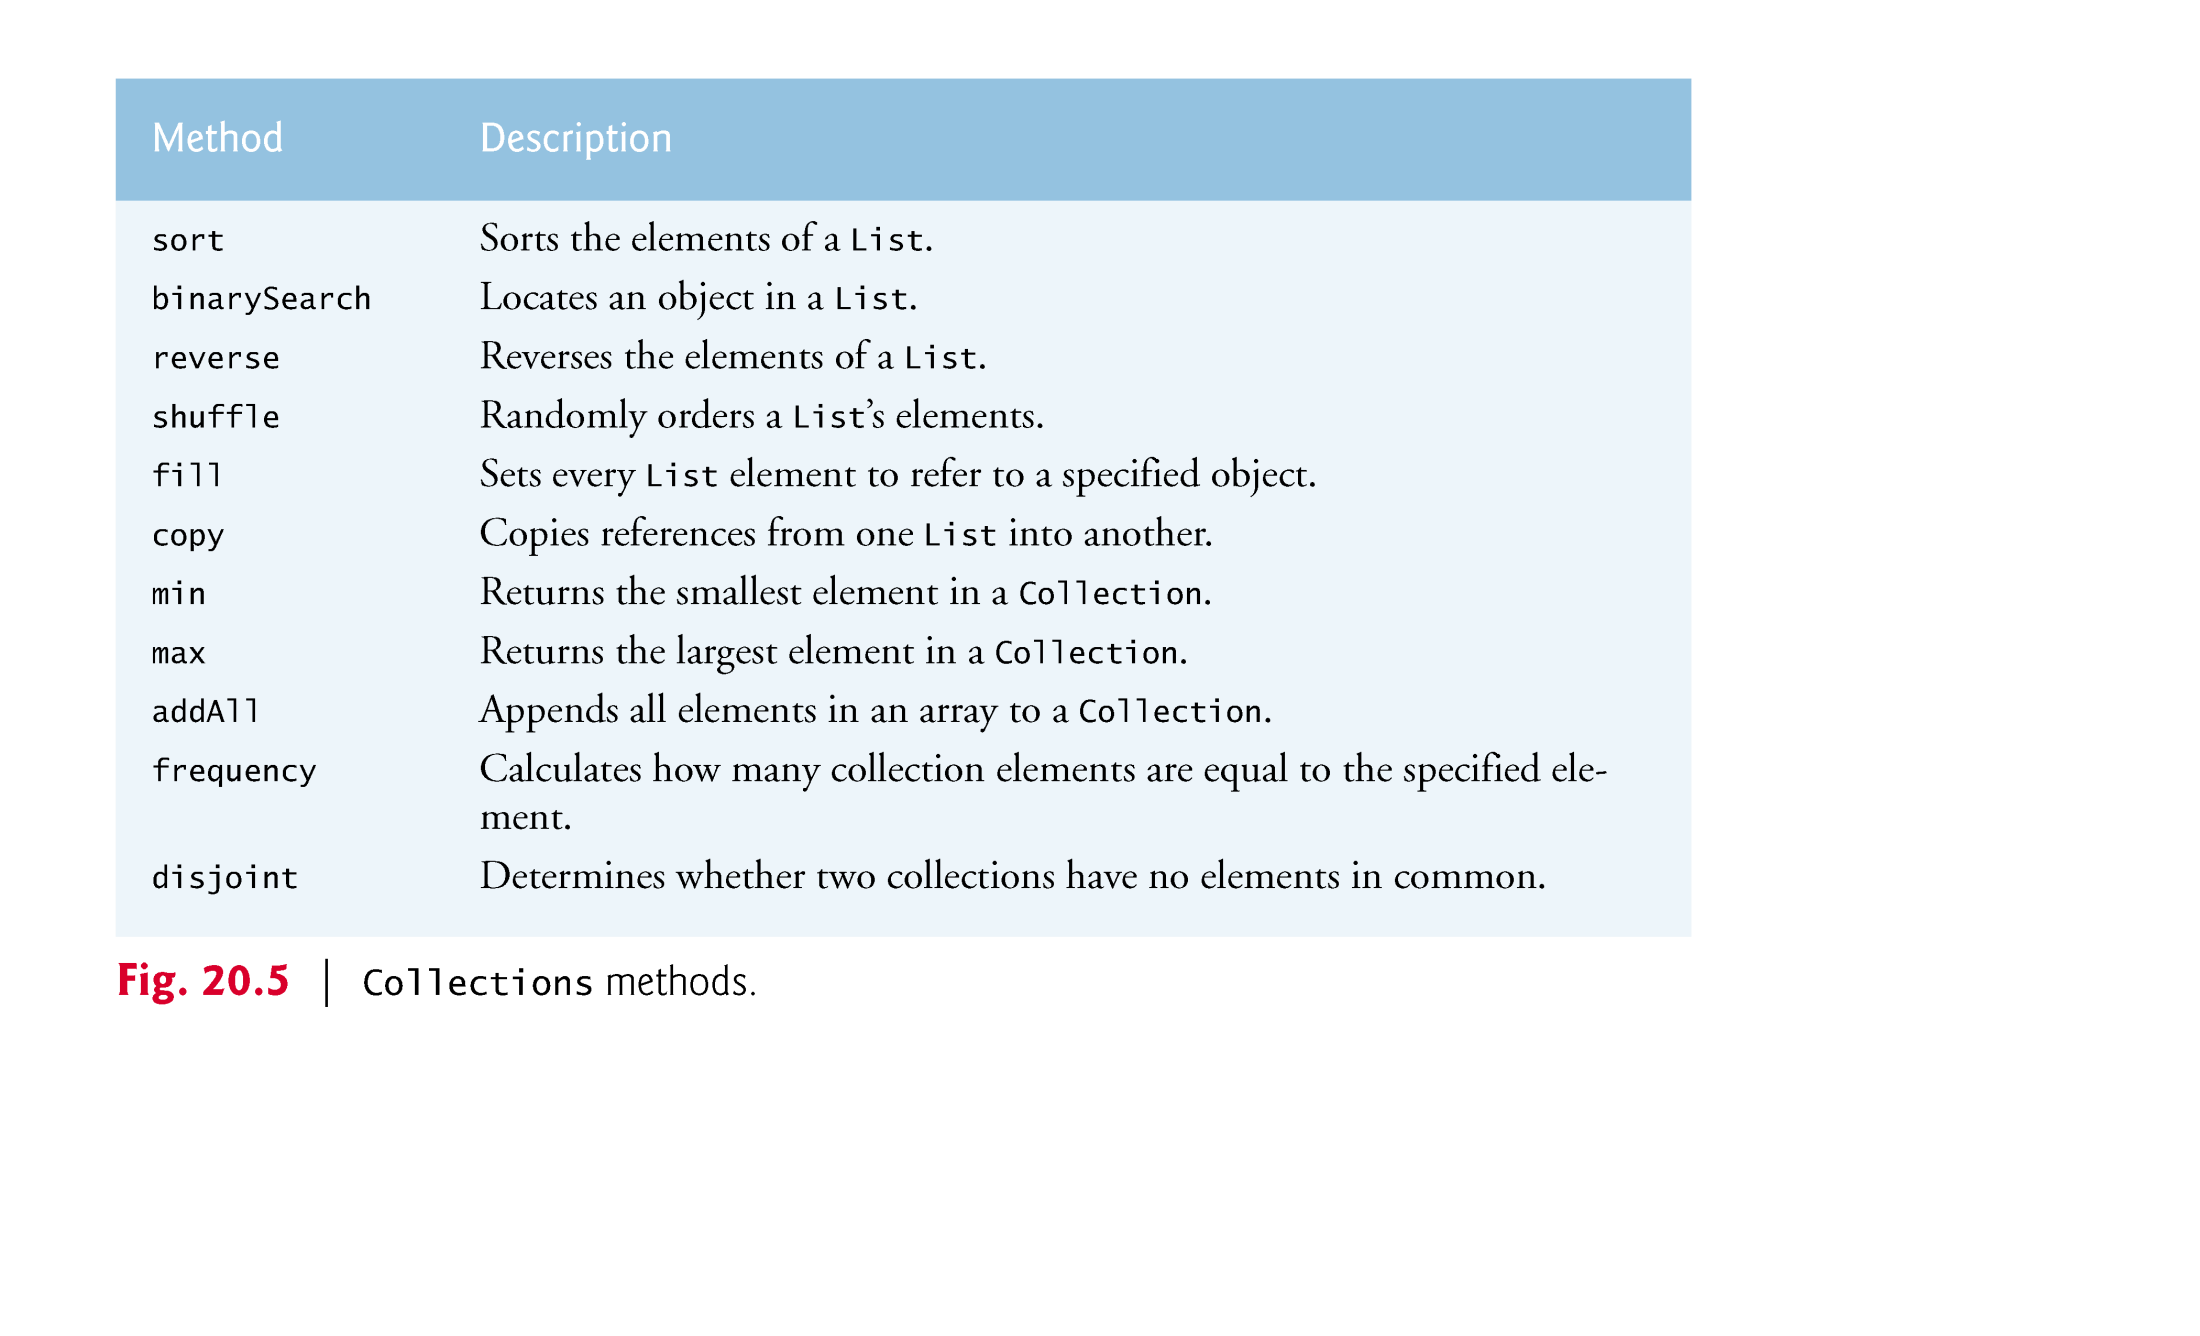 Method Description
sort Sorts the elements of a List.
binarySearch Locates an object in a List.
reverse Reverses the elements of a List.
shuffle Randomly orders a List’s elements.
fill Sets every List element to refer to a specified object.
copy Copies references from one List into another.
min Returns the smallest element in a Collection.
max Returns the largest element in a Collection.
addAll Appends all elements in an array to a Collection.
frequency Calculates how many collection elements are equal to the specified ele-
ment.
disjoint Determines whether two collections have no elements in common.
Fig. 20.5 | Collections methods.